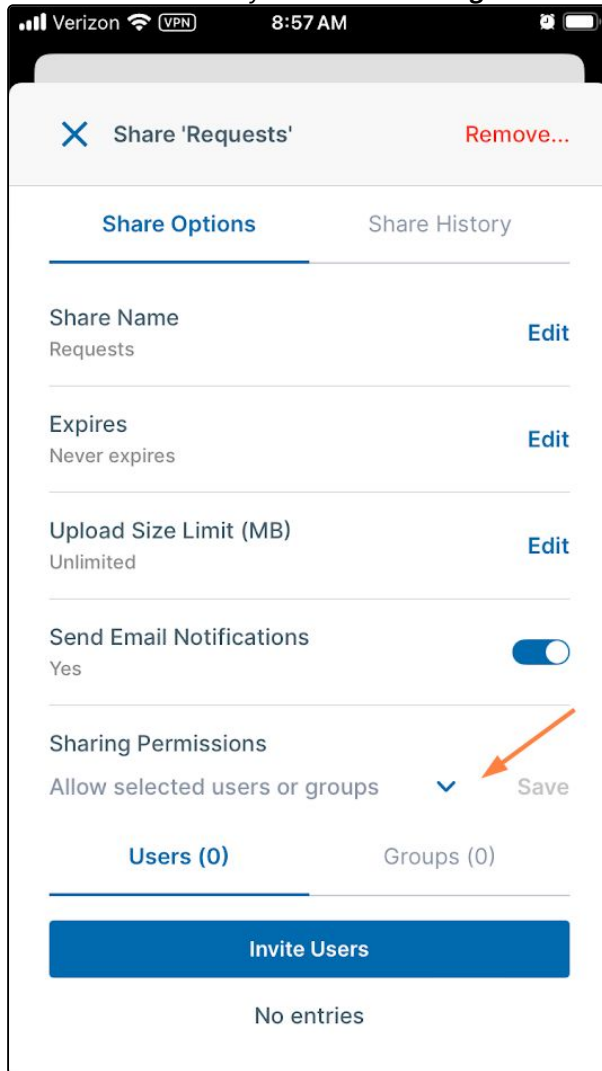 Verizon VPN 8:57 AM
Share 'Requests' Remove...
Share Options Share History
Share Name
Requests
Edit
Expires
Never expires
Edit
Upload Size Limit (MB)
Unlimited
Edit
Send Email Notifications
Yes
Sharing Permissions
Allow selected users or groups Save
Users (0) Groups (0)
Invite Users
No entries